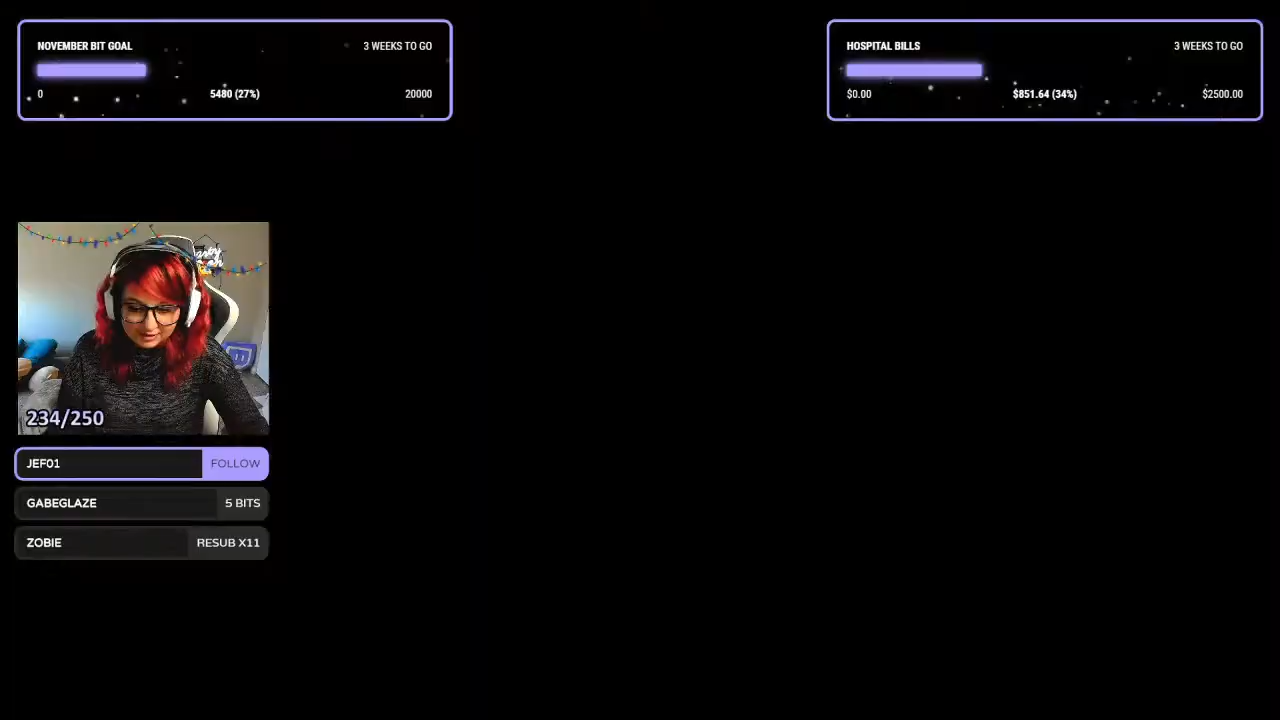 NOVEMBER BIT GOAL 3 WEEKS TO GO
0 5480 (27%) 20000
HOSPITAL BILLS 3 WEEKS TO GO
$0.00 $851.64 (34%) $2500.00
234/250
JEF01 FOLLOW
GABEGLAZE 5 BITS
ZOBIE RESUB X11